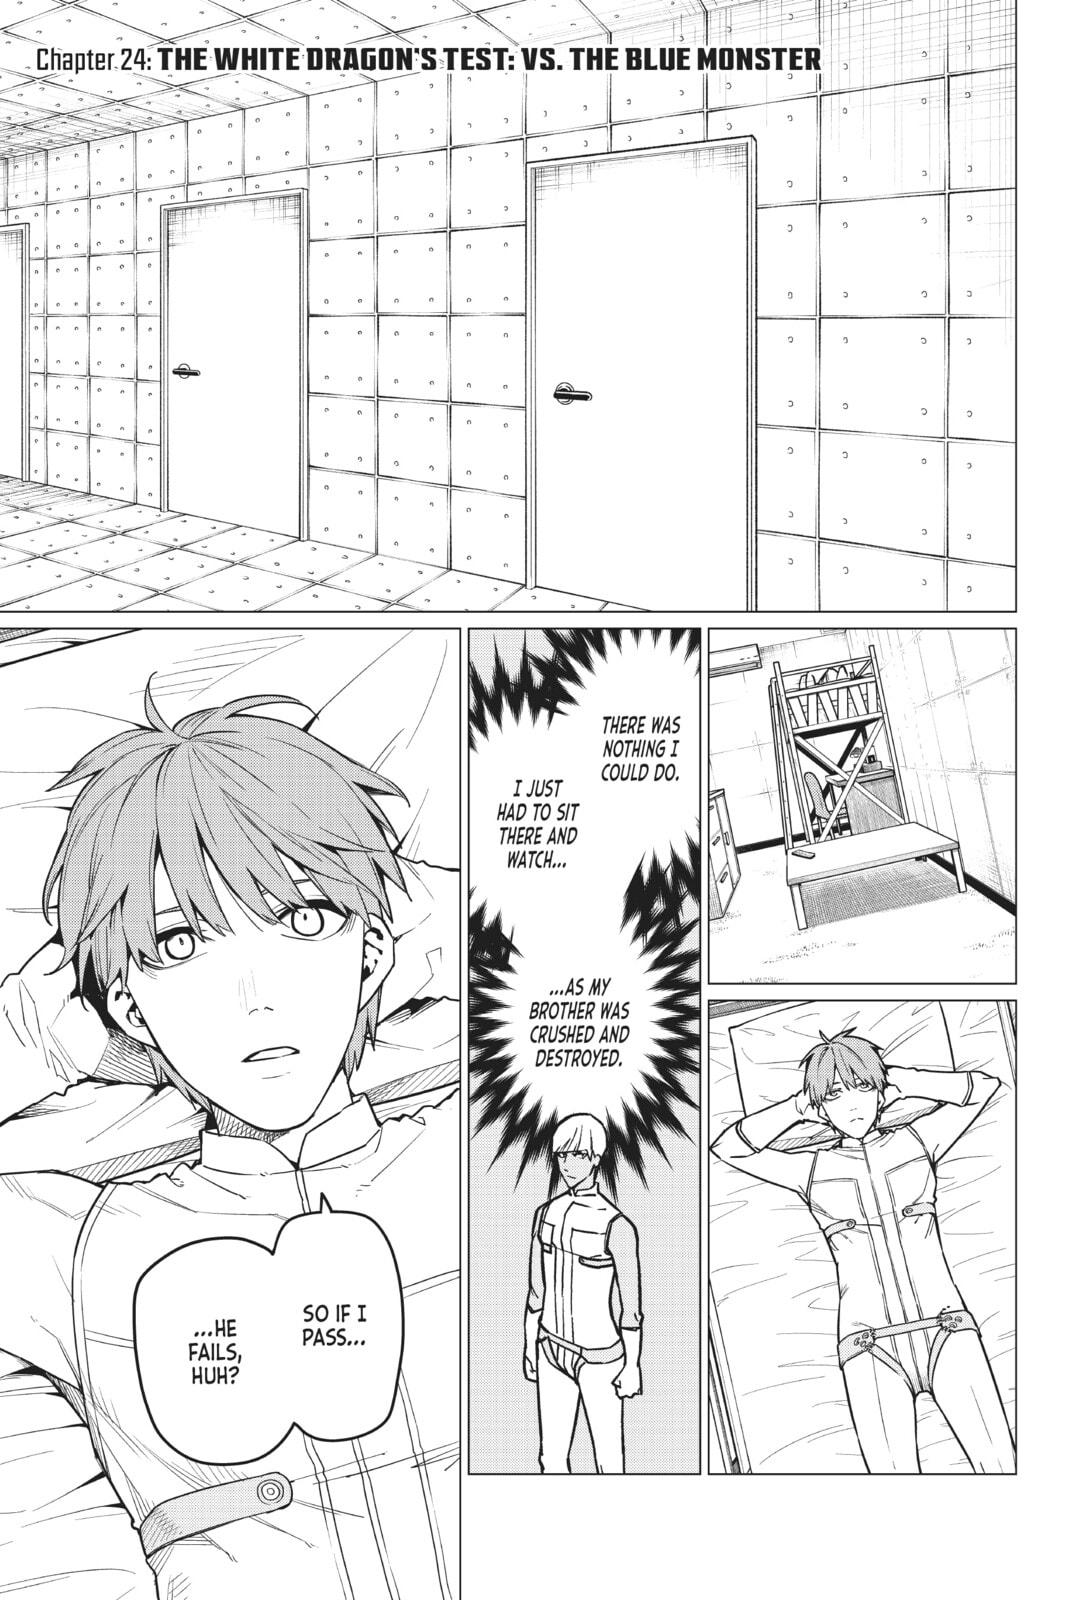 Chapter 24: THE WHITE DRAGON'S TEST: VS. THE BLUE MONSTER
THERE WAS
NOTHING I
COULD DO.
I JUST
HAD TO SIT
THERE AND
WATCH...
...AS MY
BROTHER WAS
CRUSHED AND
DESTROYED.
SO IF I
PASS...
...HE
FAILS,
HUH?